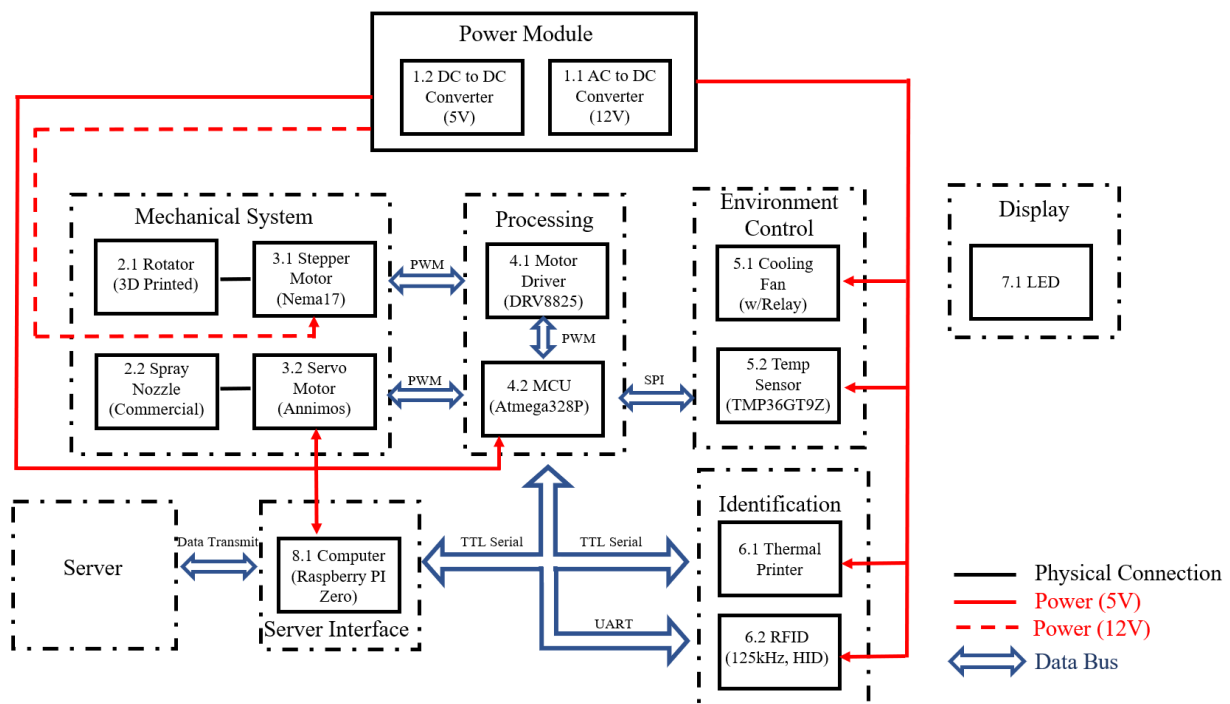 Power Module
1.2 DC to DC
Converter
(5V)
1.1 AC to DC
Converter
(12V)
Mechanical System
2.1 Rotator
(3D Printed)
3.1 Stepper
Motor
(Nema17)
2.2 Spray
Nozzle
(Commercial)
3.2 Servo
Motor
(Annimos)
PWM
PWM
Processing
4.1 Motor
Driver
(DRV8825)
PWM
4.2 MCU
(Atmega328P)
SPI
Environment
Control
5.1 Cooling
Fan
(w/Relay)
5.2 Temp
Sensor
(TMP36GT9Z)
Display
7.1 LED
Server
Data Transmit
8.1 Computer
(Raspberry PI
Zero)
Server Interface
TTL Serial
TTL Serial
UART
Identification
6.1 Thermal
Printer
6.2 RFID
(125kHz, HID)
Physical Connection
Power (5V)
Power (12V)
Data Bus